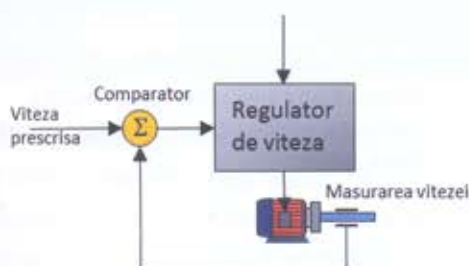 Comparator
Viteza
prescrisa
Σ
Regulator
de viteza
Masurarea vitezei